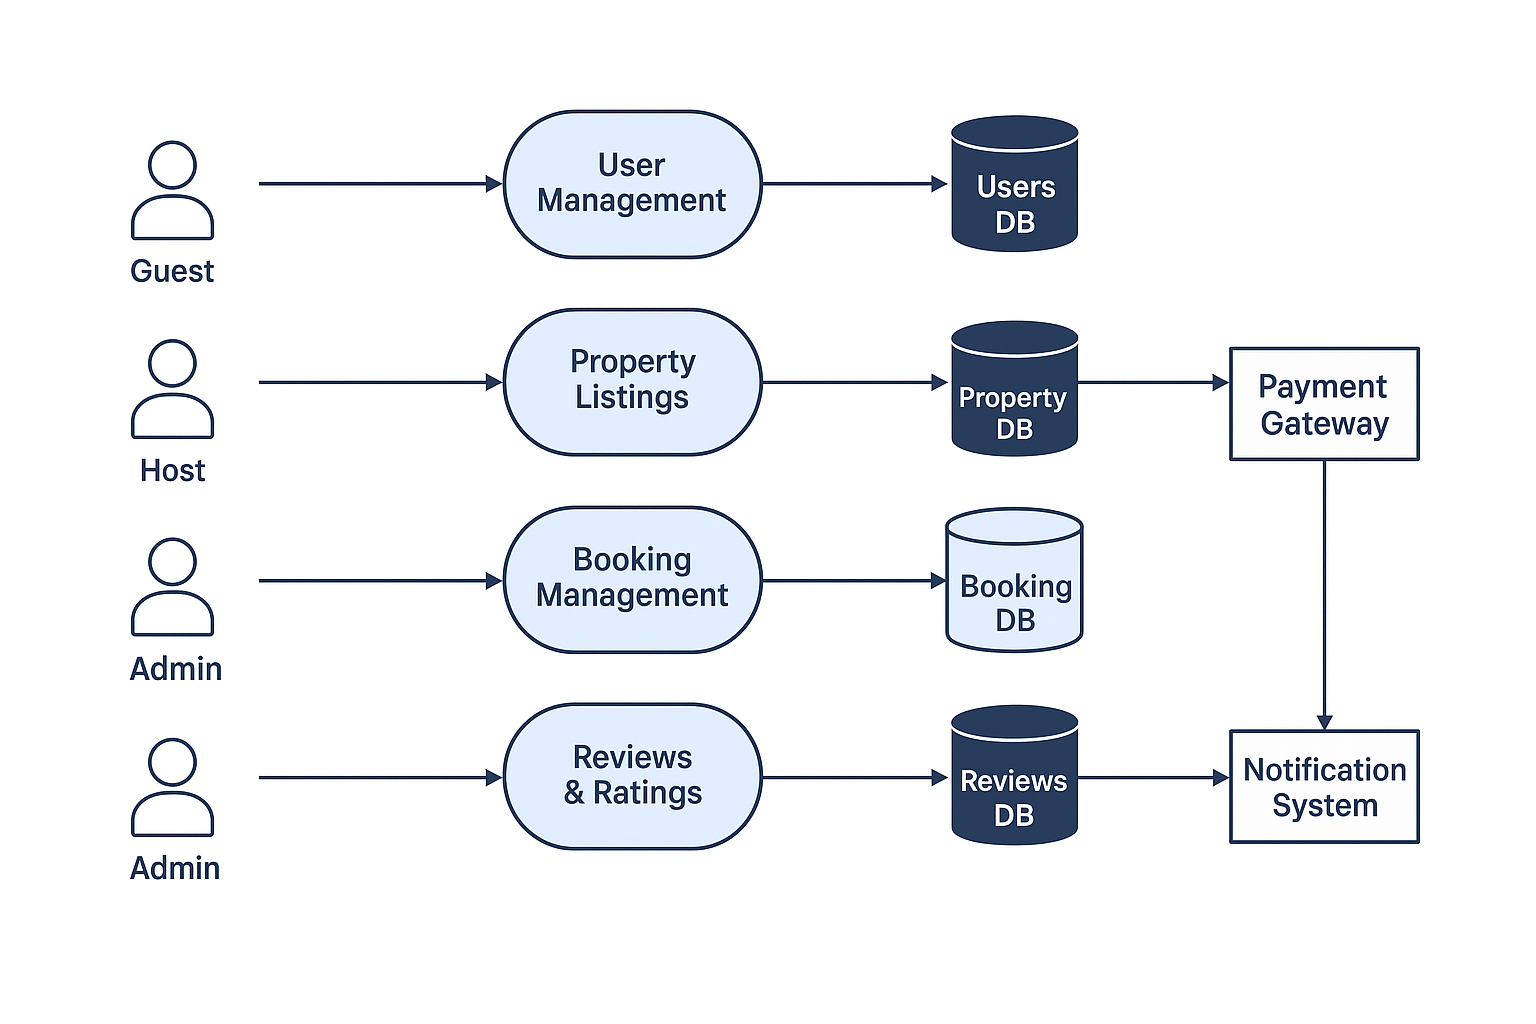 User
Management
Users
DB
Guest
Property
Listings
Property
DB
Payment
Gateway
Host
Booking
Management
Booking
DB
Admin
Reviews
& Ratings
Reviews
DB
Notification
System
Admin